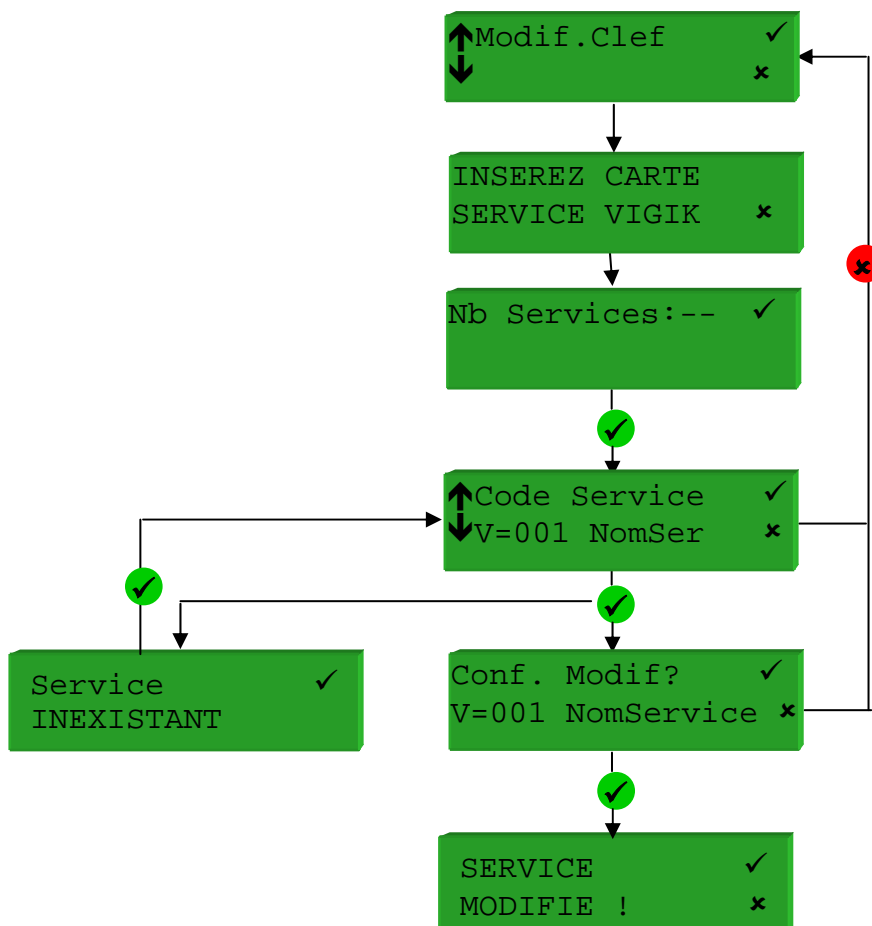 Modif.Clef ✓
✗
INSEREZ CARTE
SERVICE VIGIK ✗
Nb Services:-- ✓
Code Service ✓
V=001 NomSer ✗
Service ✓
INEXISTANT
Conf. Modif? ✓
V=001 NomService ✗
SERVICE ✓
MODIFIE ! ✗